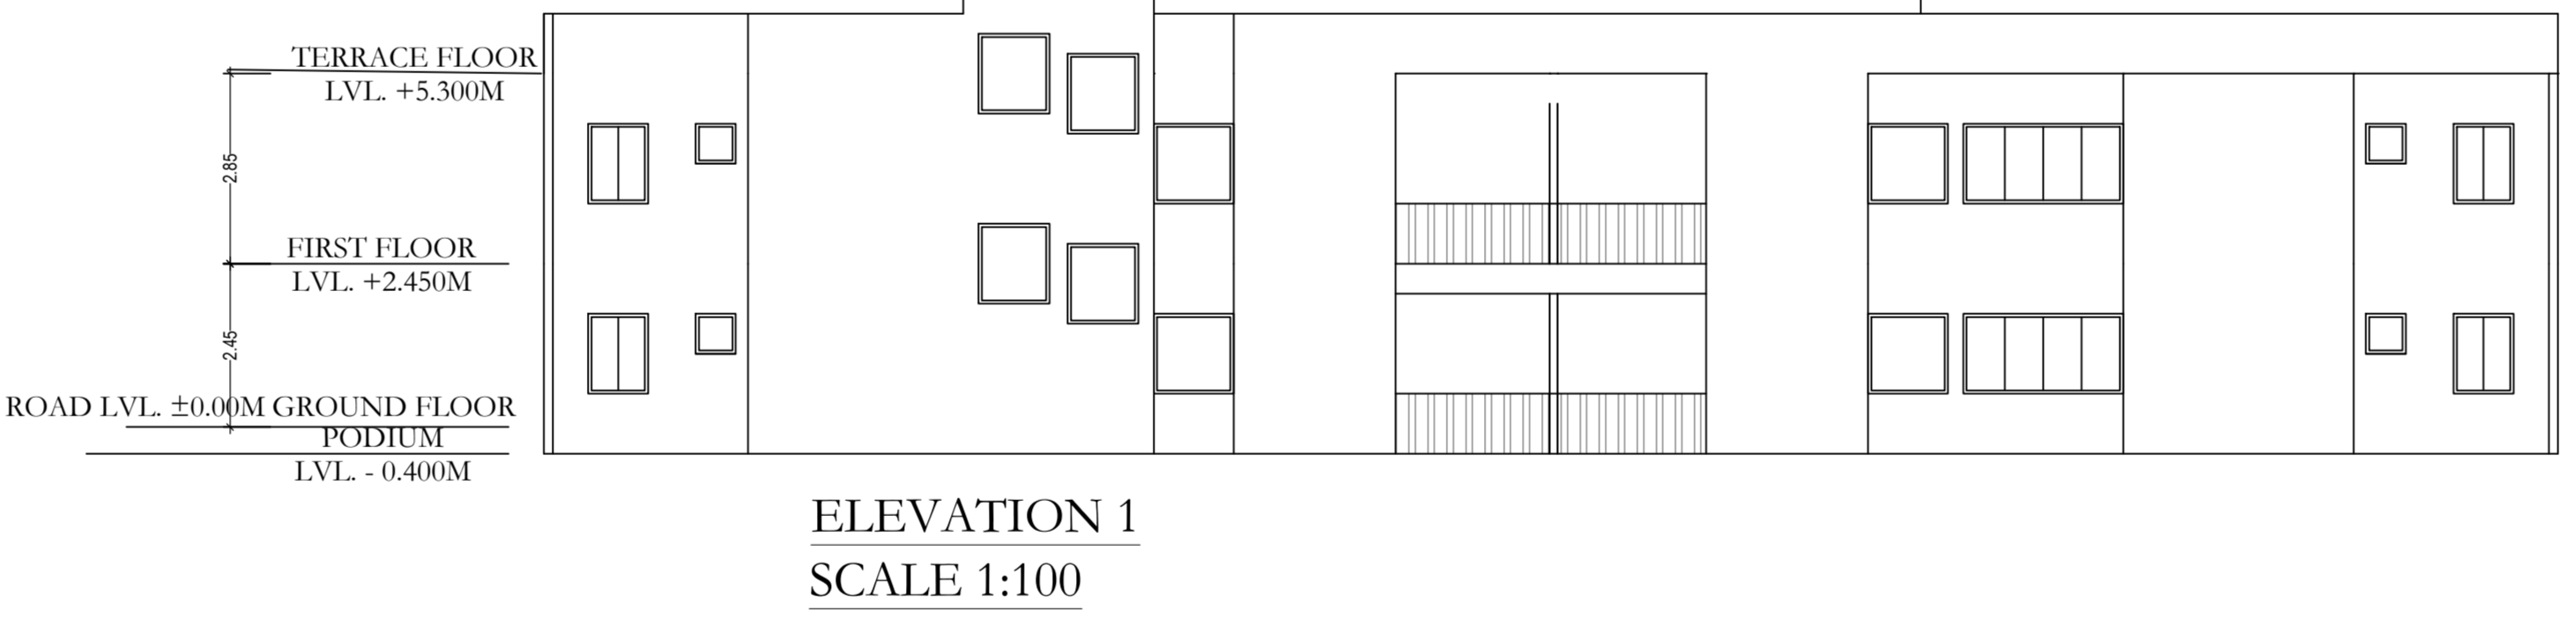 TERRACE FLOOR
LVL. +5.300M
2.85
FIRST FLOOR
LVL. +2.450M
2.45
ROAD LVL. ±0.00M GROUND FLOOR
PODIUM
LVL. - 0.400M
ELEVATION 1
SCALE 1:100